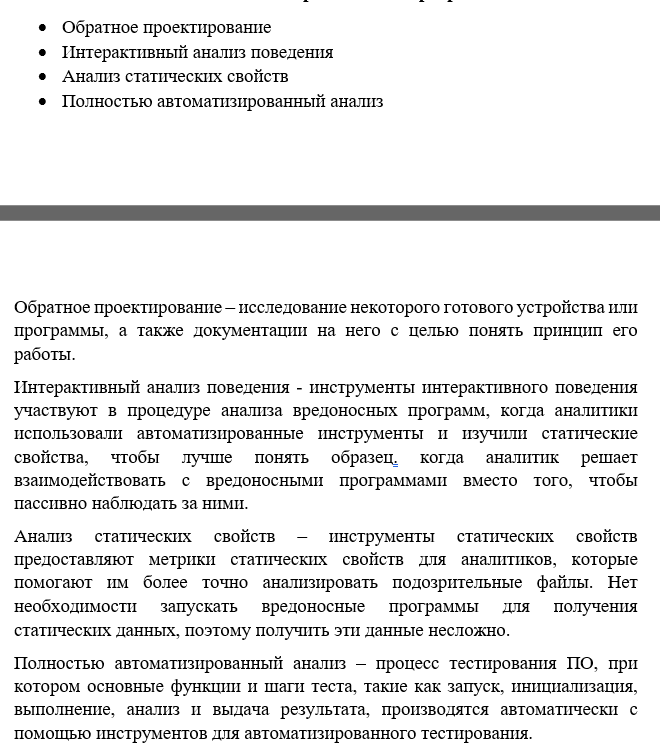 • Обратное проектирование
• Интерактивный анализ поведения
• Анализ статических свойств
• Полностью автоматизированный анализ
Обратное проектирование – исследование некоторого готового устройства или
программы, а также документации на него с целью понять принцип его
работы.
Интерактивный анализ поведения - инструменты интерактивного поведения
участвуют в процедуре анализа вредоносных программ, когда аналитики
использовали автоматизированные инструменты и изучили статические
свойства, чтобы лучше понять образец. когда аналитик решает
взаимодействовать с вредоносными программами вместо того, чтобы
пассивно наблюдать за ними.
Анализ статических свойств – инструменты статических свойств
предоставляют метрики статических свойств для аналитиков, которые
помогают им более точно анализировать подозрительные файлы. Нет
необходимости запускать вредоносные программы для получения
статических данных, поэтому получить эти данные несложно.
Полностью автоматизированный анализ – процесс тестирования ПО, при
котором основные функции и шаги теста, такие как запуск, инициализация,
выполнение, анализ и выдача результата, производятся автоматически с
помощью инструментов для автоматизированного тестирования.